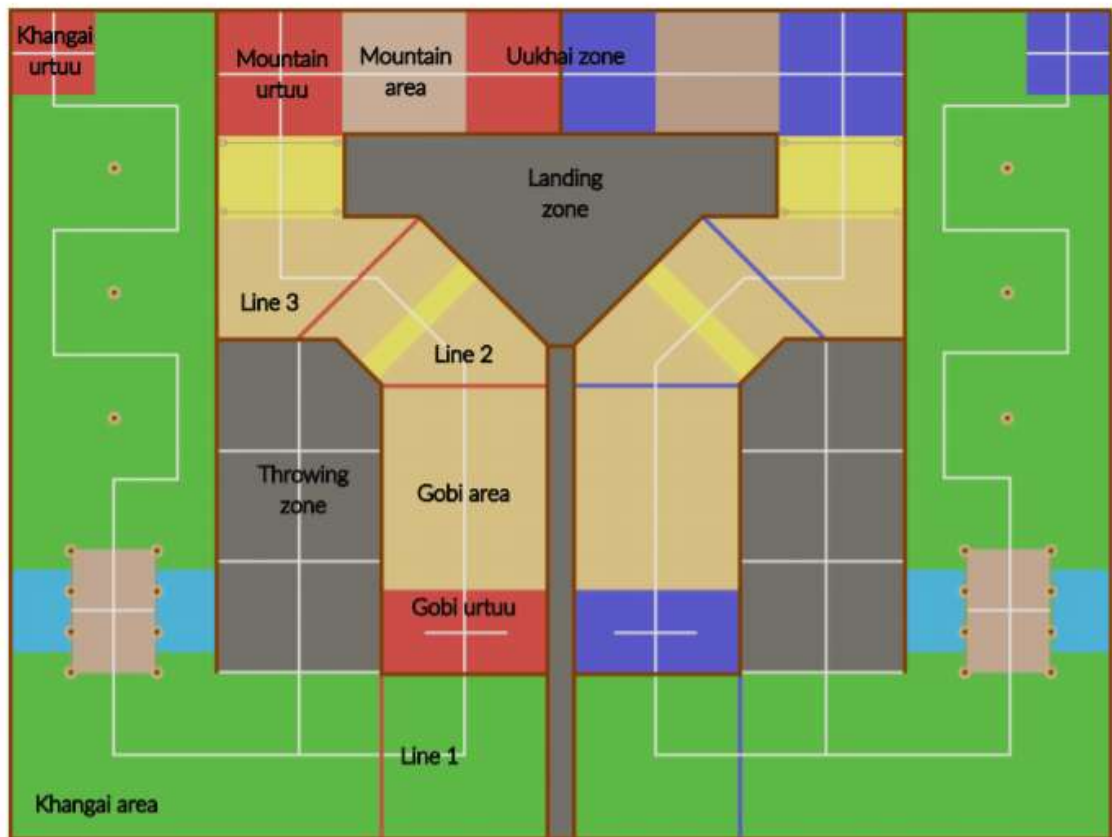 Khangai
urtuu
Mountain
urtuu
Mountain
area
Uukhai zone
Landing
zone
Line 3
Line 2
Throwing
zone
Gobi area
Gobi urtuu
Line 1
Khangai area